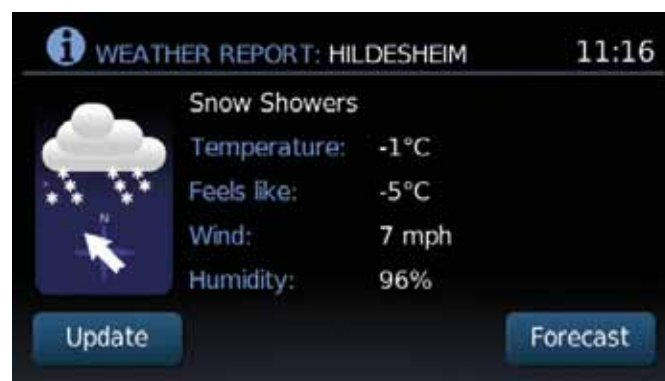 i WEATHER REPORT: HILDESHEIM 11:16
Snow Showers
Temperature: -1°C
Feels like: -5°C
N
Wind: 7 mph
Humidity: 96%
Update Forecast